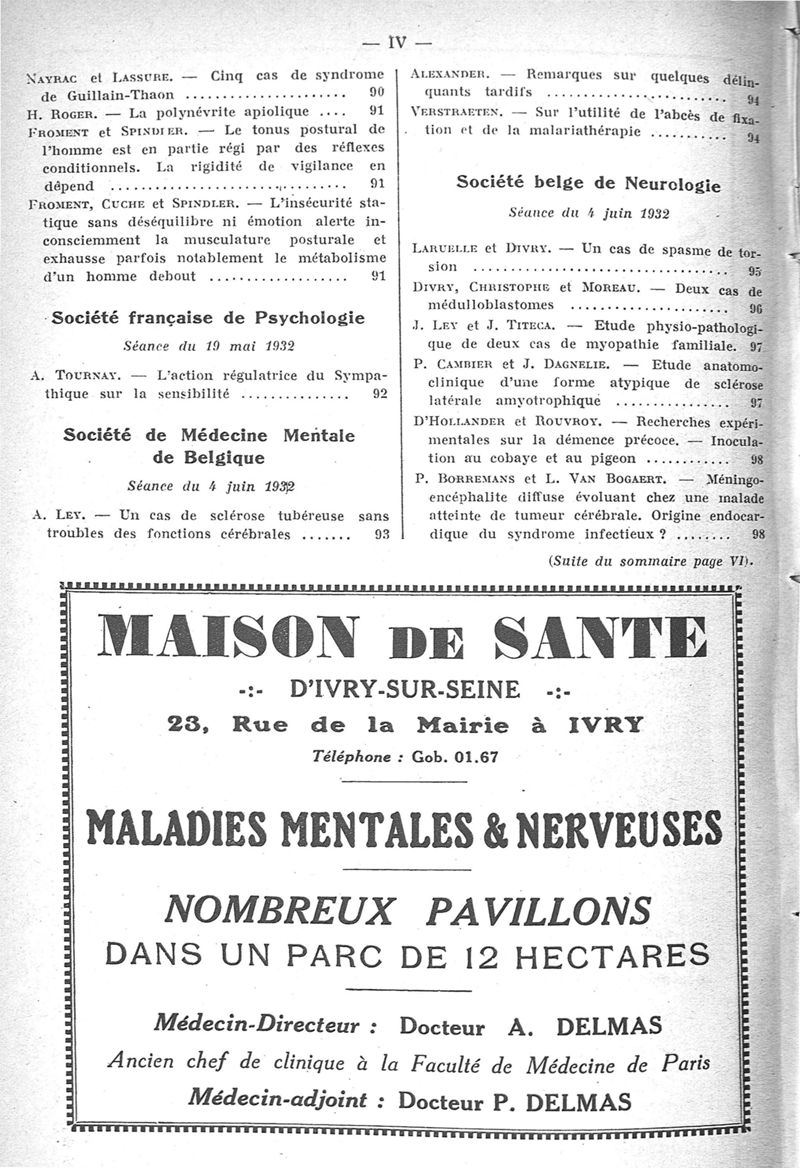 — IV —
NAYRAC et LASSURE. — Cinq cas de syndrome
de Guillain-Thaon ...................... 90
H. ROGER. — La polynévrite apiolique .... 91
FROMENT et SPINDLER. — Le tonus postural de
l'homme est en partie régi par des réflexes
conditionnels. La rigidité de vigilance en
dépend .............................. 91
FROMENT, CUCHE et SPINDLER. — L'insécurité sta-
tique sans déséquilibre ni émotion alerte in-
consciemment la musculature posturale et
exhausse parfois notablement le métabolisme
d'un homme debout .................. 91
Société française de Psychologie
Séance du 19 mai 1932
A. TOURNAY. — L'action régulatrice du Sympa-
thique sur la sensibilité ............... 92
Société de Médecine Mentale
de Belgique
Séance du 4 juin 1932
A. LEY. — Un cas de sclérose tubéreuse sans
troubles des fonctions cérébrales ....... 93
ALEXANDER. — Remarques sur quelques délin-
quants tardifs .......................... 94
VERSTRAETEN. — Sur l'utilité de l'abcès de fixa-
tion et de la malariathérapie ........... 94
Société belge de Neurologie
Séance du 4 juin 1932
LARUELLE et DIVRY. — Un cas de spasme de tor-
sion .................................. 95
DIVRY, CHRISTOPHE et MOREAU. — Deux cas de
médulloblastomes ...................... 96
J. LEY et J. TITECA. — Etude physio-pathologi-
que de deux cas de myopathie familiale. 97
P. CAMBIER et J. DAGNELIE. — Etude anatomo-
clinique d'une forme atypique de sclérose
latérale amyotrophique ................ 97
D'HOLLANDER et ROUVROY. — Recherches expéri-
mentales sur la démence précoce. — Inocula-
tion au cobaye et au pigeon ............ 98
P. BORREMANS et L. VAN BOGAERT. — Méningo-
encéphalite diffuse évoluant chez une malade
atteinte de tumeur cérébrale. Origine endocar-
dique du syndrome infectieux ? ........ 98
(Suite du sommaire page VI).
MAISON DE SANTE
-:- D'IVRY-SUR-SEINE -:-
23, Rue de la Mairie à IVRY
Téléphone : Gob. 01.67
MALADIES MENTALES & NERVEUSES
NOMBREUX PAVILLONS
DANS UN PARC DE 12 HECTARES
Médecin-Directeur : Docteur A. DELMAS
Ancien chef de clinique à la Faculté de Médecine de Paris
Médecin-adjoint : Docteur P. DELMAS